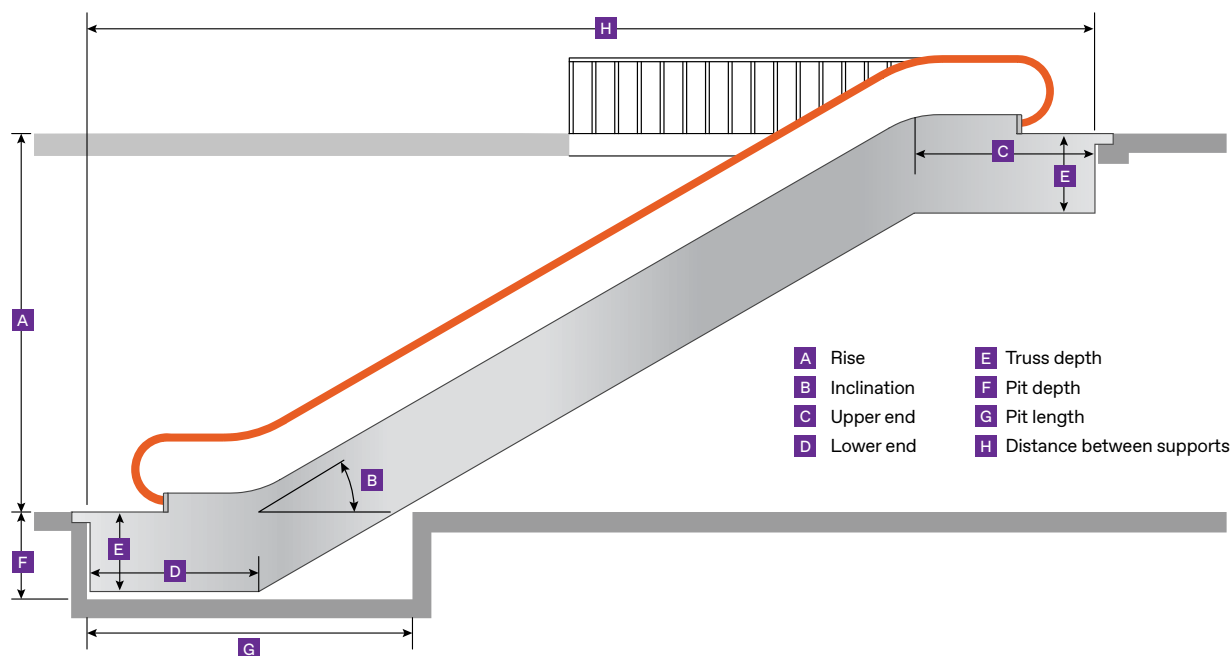 H
C
E
A
A Rise
B Inclination
C Upper end
D Lower end
E Truss depth
F Pit depth
G Pit length
H Distance between supports
B
E
F
D
G